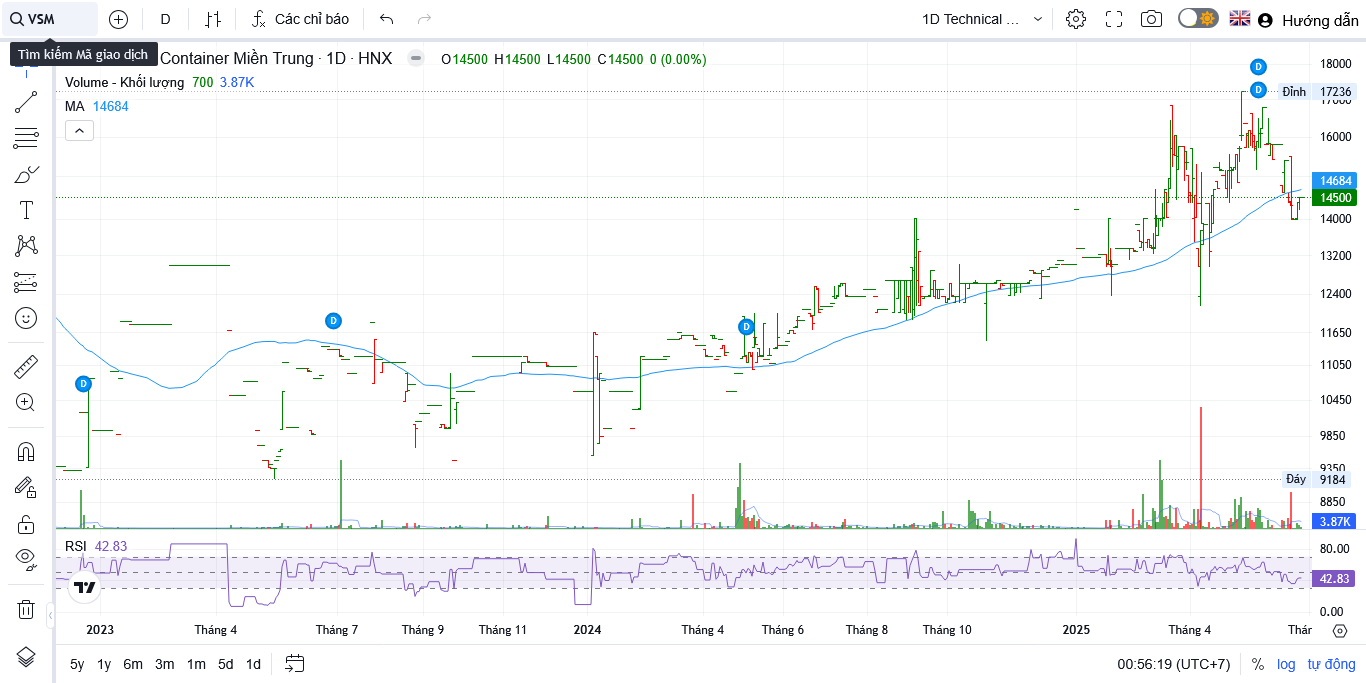 VSM
D
Các chỉ báo
1D Technical ...
Hướng dẫn
Tìm kiếm Mã giao dịch
Container Miền Trung · 1D · HNX
O14500 H14500 L14500 C14500 0 (0.00%)
Volume - Khối lượng 700 3.87K
MA 14684
D
D
D
D
D
18000
Đỉnh 17236
17000
16000
14684
14500
14000
13200
12400
11650
11050
10450
9850
9350
Đáy 9184
8850
3.87K
RSI 42.83
80.00
42.83
0.00
2023 Tháng 4 Tháng 7 Tháng 9 Tháng 11 2024 Tháng 4 Tháng 6 Tháng 8 Tháng 10 2025 Tháng 4 Thár
5y 1y 6m 3m 1m 5d 1d
00:56:19 (UTC+7) % log tự động